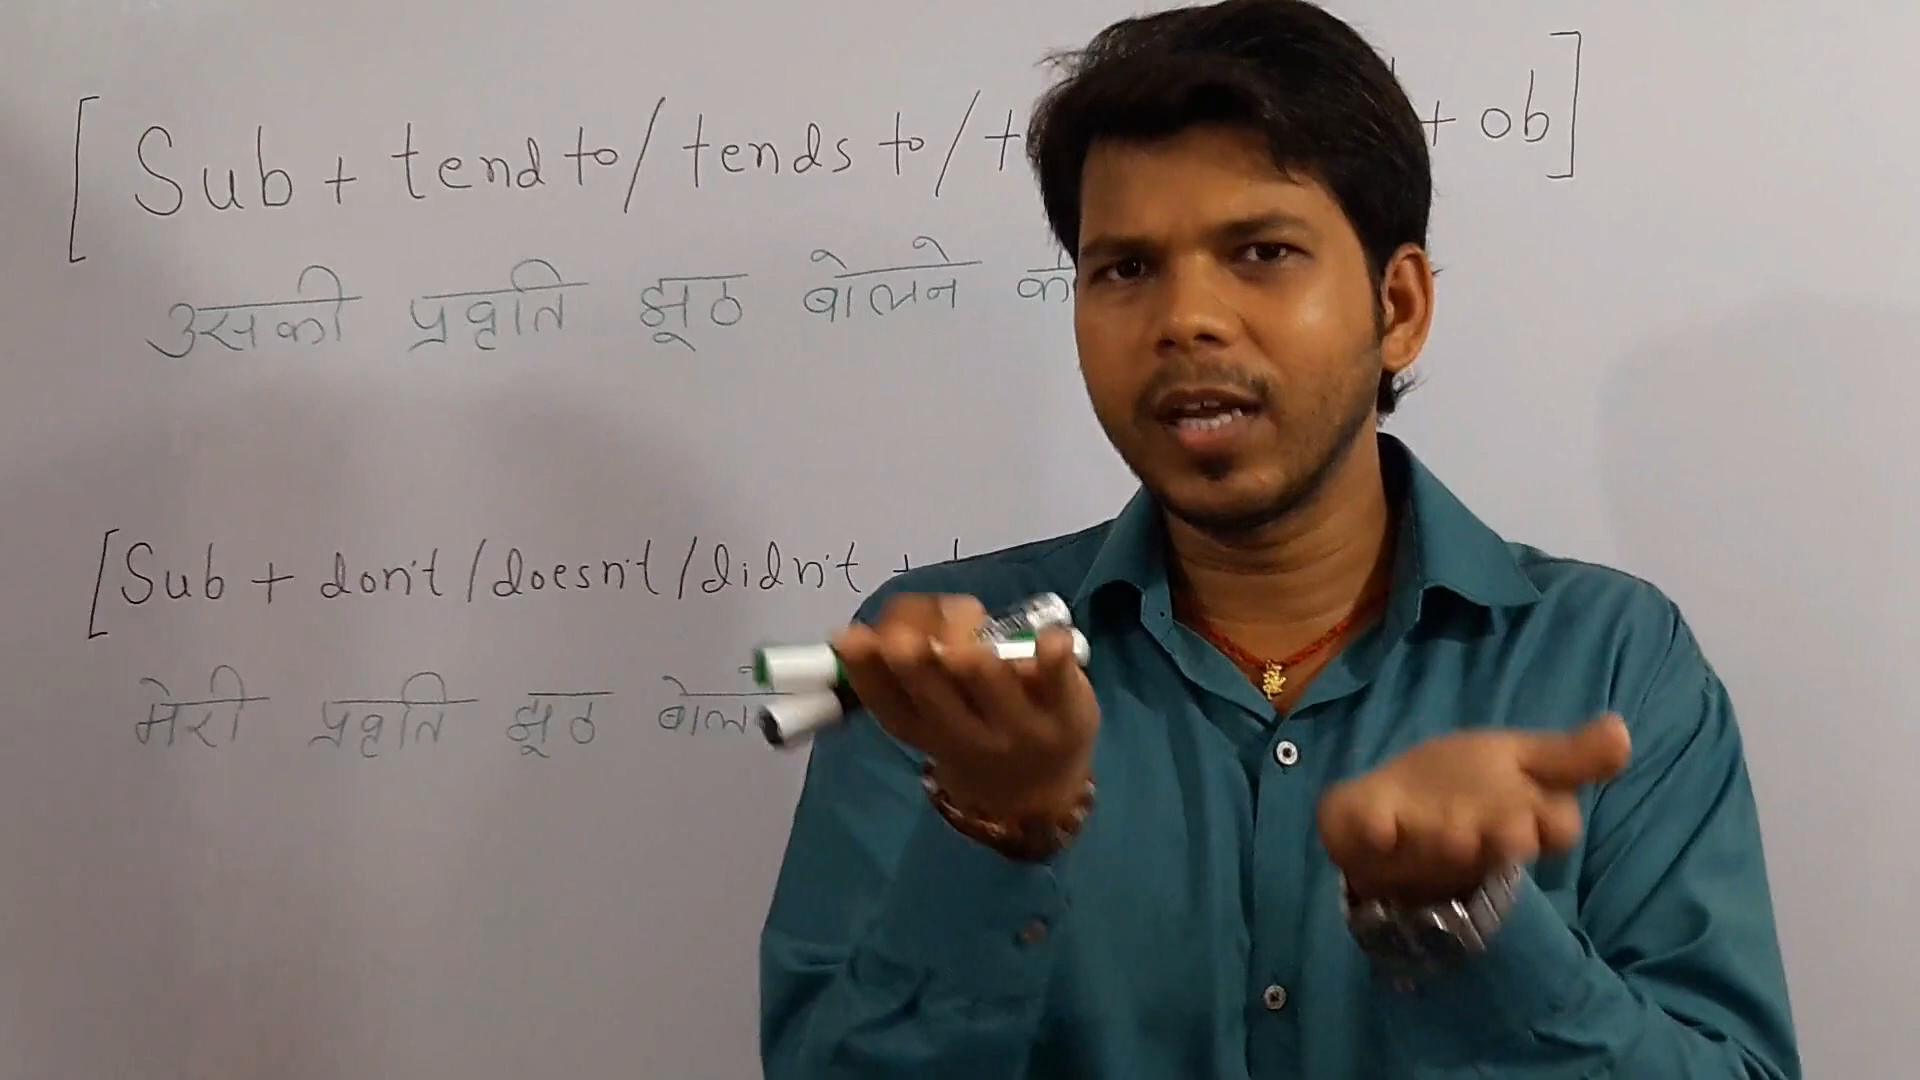 [ Sub + tend to / tends to / t + ob ]
उसकी प्रवृति झूठ बोलने
[ Sub + don't / doesn't / didn't +
मेरी प्रवृति झूठ